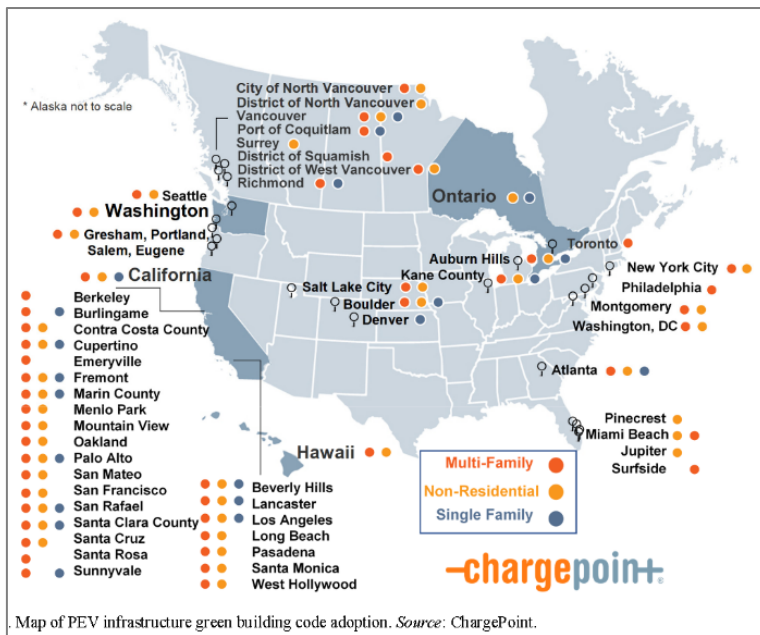 City of North Vancouver
* Alaska not to scale
District of North Vancouver
Vancouver
Port of Coquitlam
Surrey
District of Squamish
District of West Vancouver
Richmond
Ontario
Seattle
Washington
Gresham, Portland,
Salem, Eugene
Toronto
Auburn Hills
Kane County
New York City
Philadelphia
Montgomery
Washington, DC
California
Salt Lake City
Boulder
Denver
Atlanta
Berkeley
Burlingame
Contra Costa County
Cupertino
Emeryville
Fremont
Marin County
Menlo Park
Mountain View
Oakland
Palo Alto
San Mateo
San Francisco
San Rafael
Santa Clara County
Santa Cruz
Santa Rosa
Sunnyvale
Hawaii
Beverly Hills
Lancaster
Los Angeles
Long Beach
Pasadena
Santa Monica
West Hollywood
Pinecrest
Miami Beach
Jupiter
Surfside
Multi-Family
Non-Residential
Single Family
-chargepoin+
. Map of PEV infrastructure green building code adoption. Source: ChargePoint.